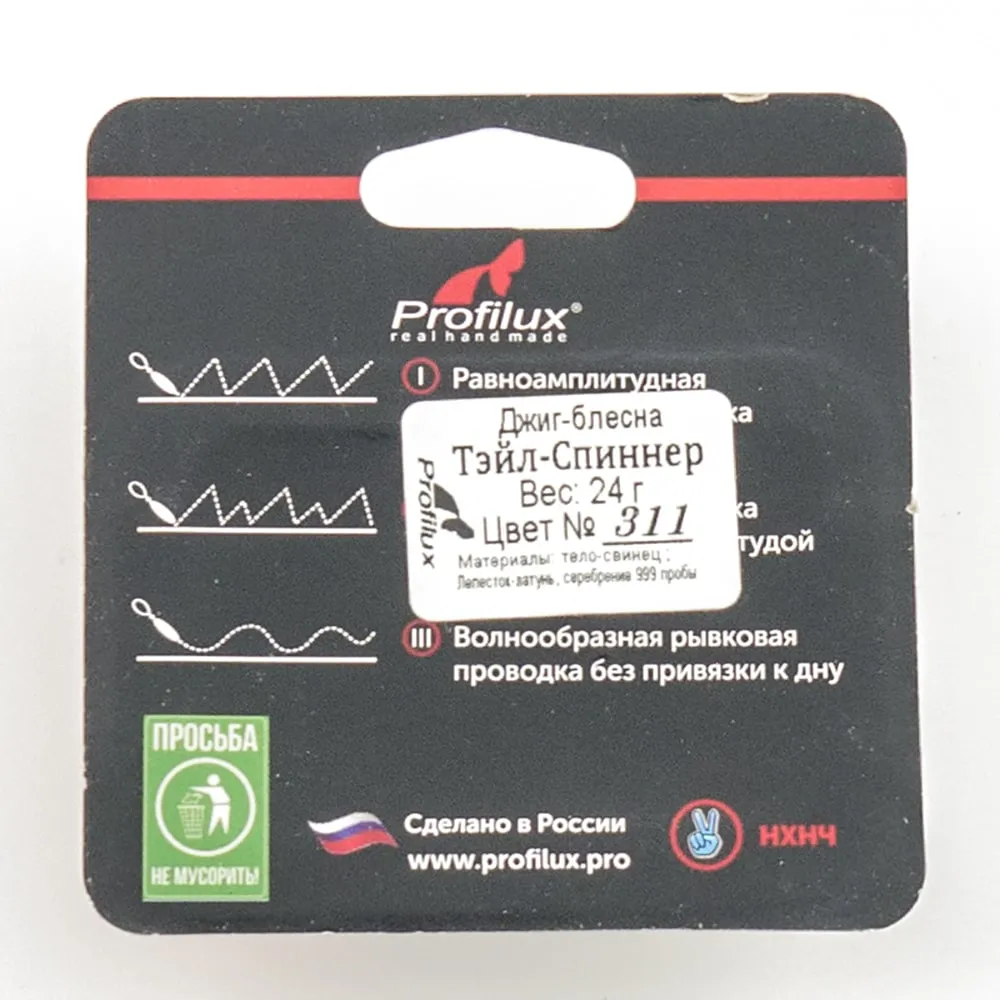 Profilux®
real hand made
I Равноамплитудная
ка
Джиг-блесна
Тэйл-Спиннер
Вес: 24 г
Цвет № 311
Материалы: тело-свинец;
Лепесток-латунь, серебрение 999 пробы
Profilux
ка
тудой
III Волнообразная рывковая
проводка без привязки к дну
ПРОСЬБА
НЕ МУСОРИТЬ!
Сделано в России
www.profilux.pro
НХНЧ